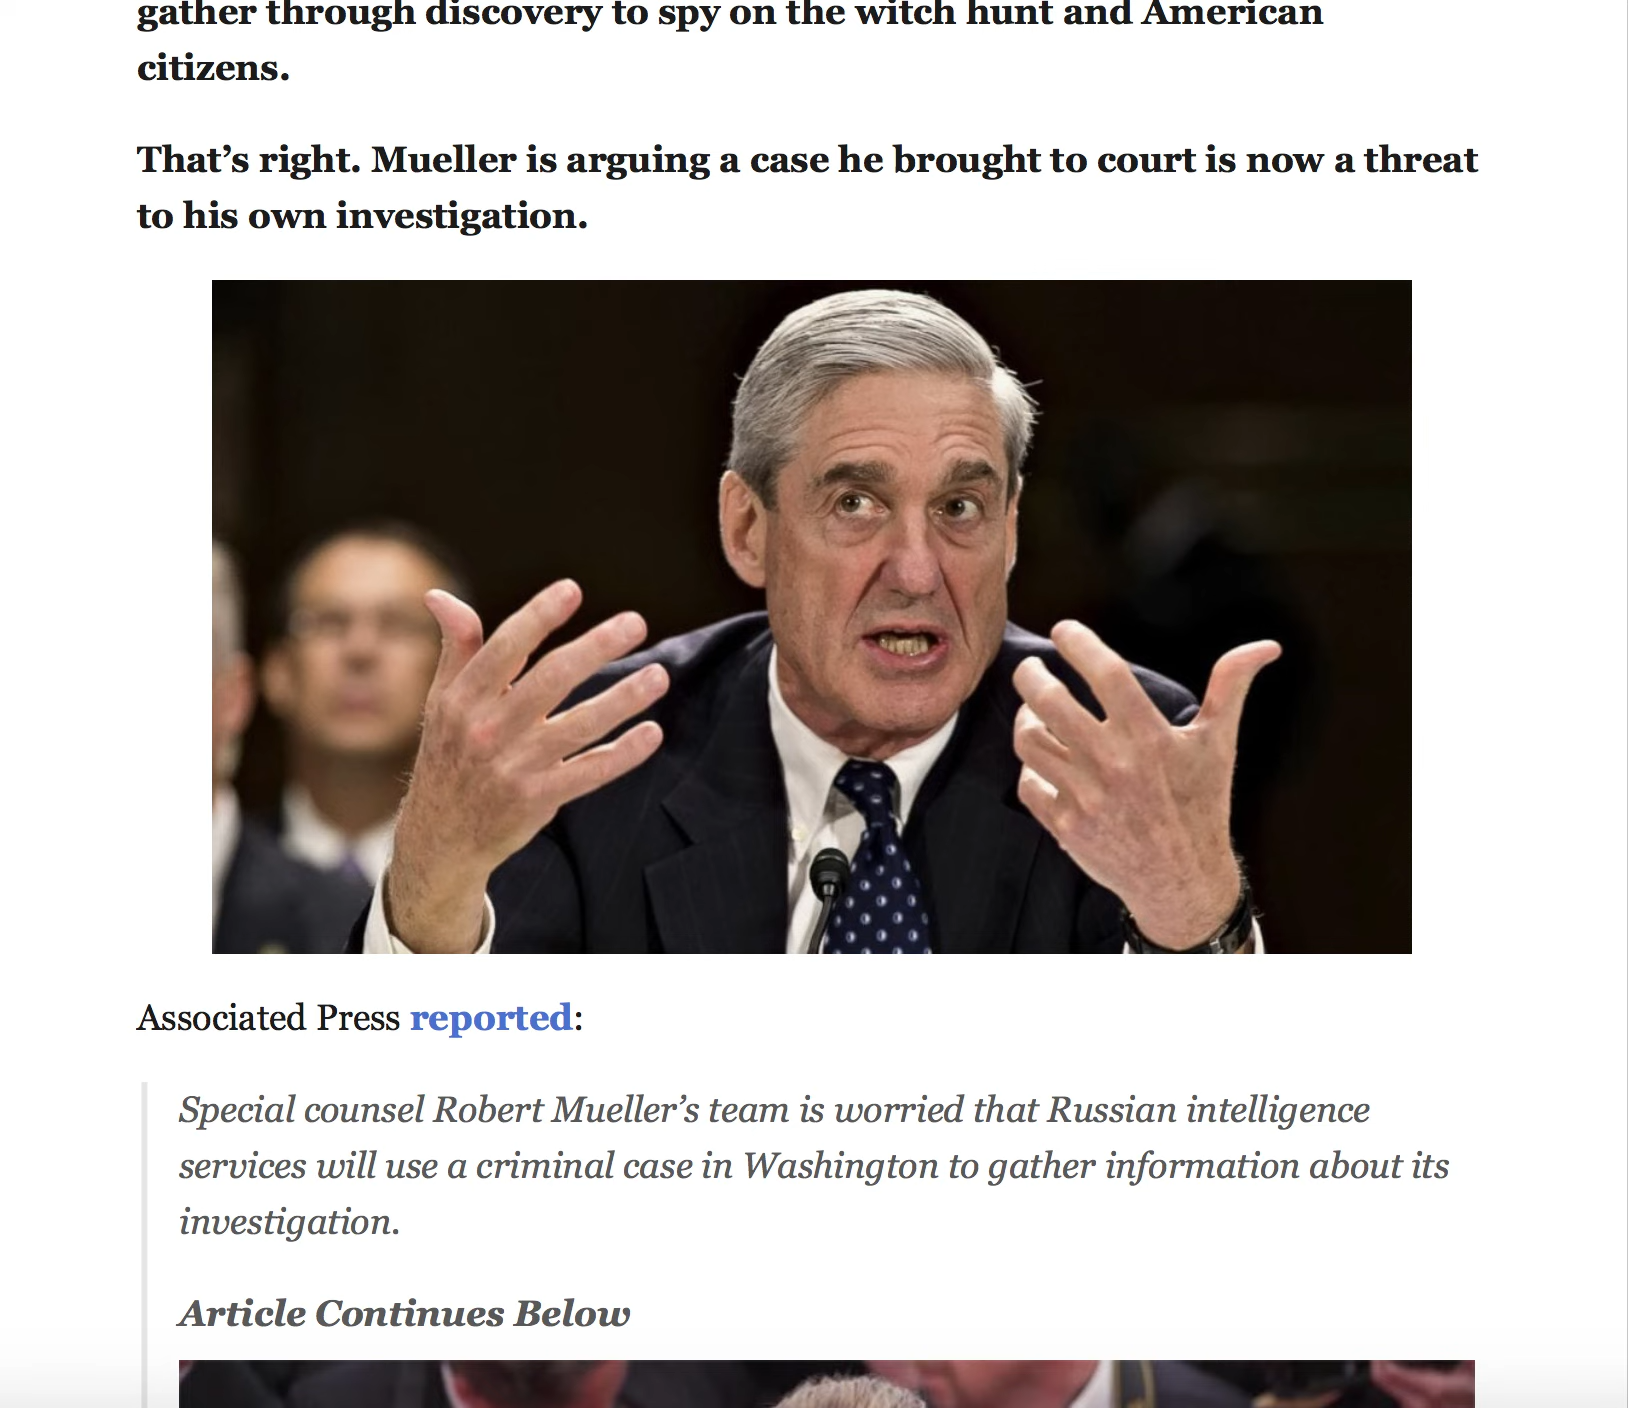 gather through discovery to spy on the witch hunt and American
citizens.
That’s right. Mueller is arguing a case he brought to court is now a threat
to his own investigation.
Associated Press reported:
Special counsel Robert Mueller’s team is worried that Russian intelligence
services will use a criminal case in Washington to gather information about its
investigation.
Article Continues Below